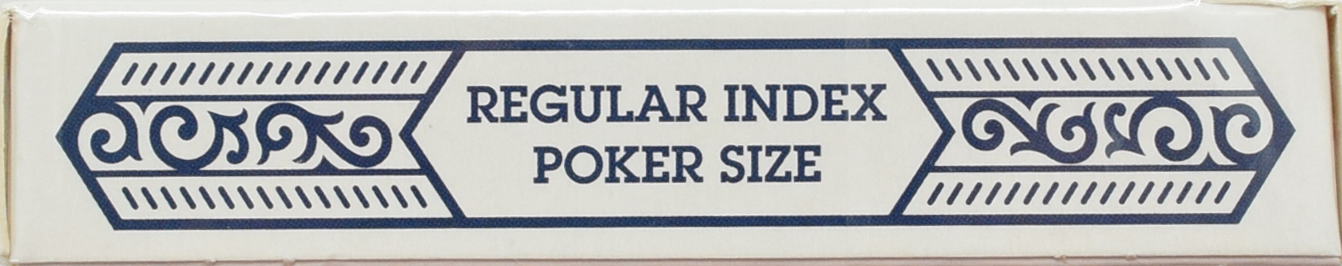 REGULAR INDEX
POKER SIZE